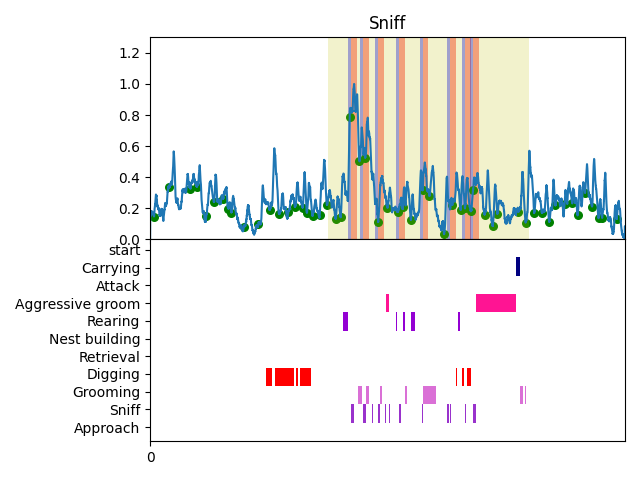 Sniff
1.2
1.0
0.8
0.6
0.4
0.2
0.0
start
Carrying
Attack
Aggressive groom
Rearing
Nest building
Retrieval
Digging
Grooming
Sniff
Approach
0